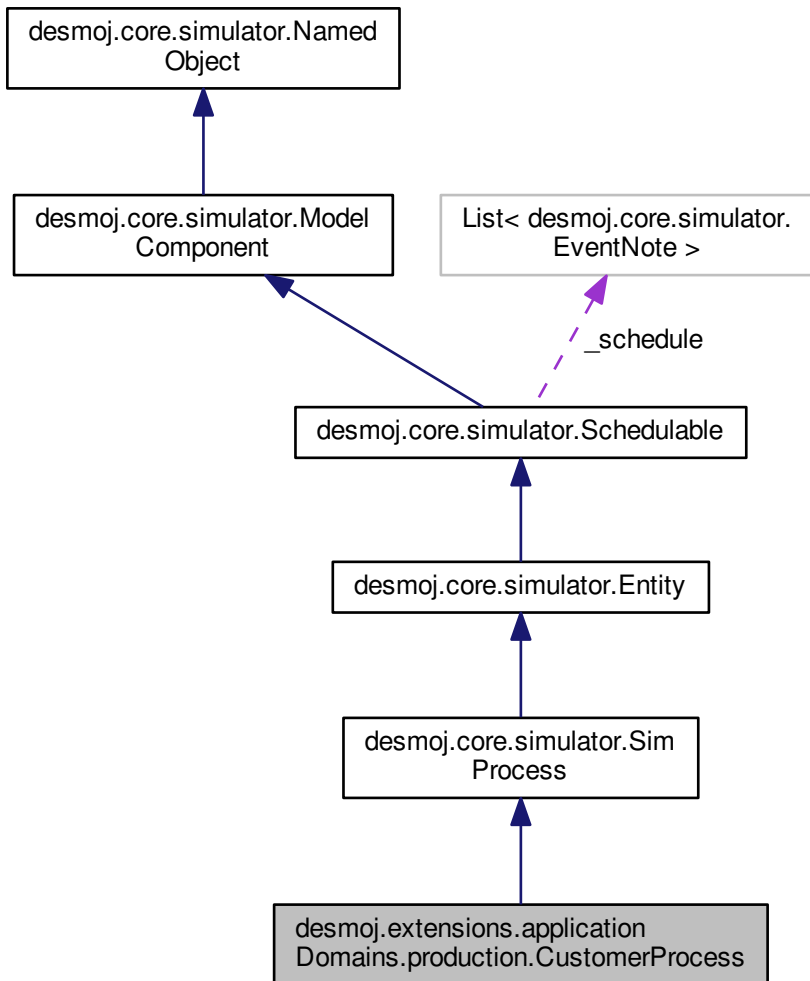 desmoj.core.simulator.Named
Object
desmoj.core.simulator.Model
Component
List< desmoj.core.simulator.
EventNote >
_schedule
desmoj.core.simulator.Schedulable
desmoj.core.simulator.Entity
desmoj.core.simulator.Sim
Process
desmoj.extensions.application
Domains.production.CustomerProcess